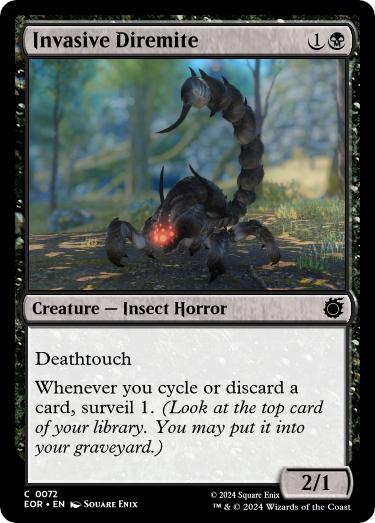 Invasive Diremite 1
Creature — Insect Horror
Deathtouch
Whenever you cycle or discard a
card, surveil 1. (Look at the top card
of your library. You may put it into
your graveyard.)
2/1
C 0072
EOR • EN SQUARE ENIX
© 2024 Square Enix
™ & © 2024 Wizards of the Coast